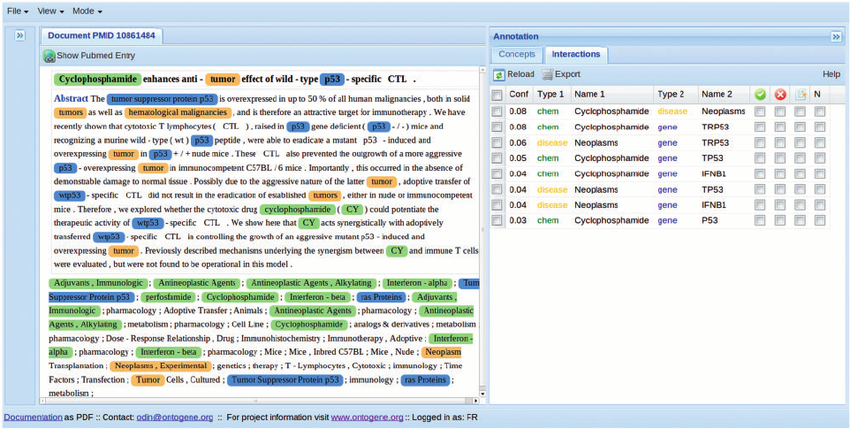 File View Mode
Document PMID 10861484
Show Pubmed Entry
Cyclophosphamide enhances anti - tumor effect of wild - type p53 - specific CTL .
Abstract The tumor suppressor protein p53 is overexpressed in up to 50 % of all human malignancies , both in solid
tumors as well as hematological malignancies , and is therefore an attractive target for immunotherapy . We have
recently shown that cytotoxic T lymphocytes ( CTL ) , raised in p53 gene deficient ( p53 - / - ) mice and
recognizing a murine wild - type ( wt ) p53 peptide , were able to eradicate a mutant p53 - induced and
overexpressing tumor in p53 + / + nude mice . These CTL also prevented the outgrowth of a more aggressive
p53 - overexpressing tumor in immunocompetent C57BL / 6 mice . Importantly , this occurred in the absence of
demonstrable damage to normal tissue . Possibly due to the aggressive nature of the latter tumor , adoptive transfer of
wtp53 - specific CTL did not result in the eradication of established tumors , either in nude or immunocompetent
mice . Therefore , we explored whether the cytotoxic drug cyclophosphamide ( CY ) could potentiate the
therapeutic activity of wtp53 - specific CTL . We show here that CY acts synergistically with adoptively
transferred wtp53 - specific CTL in controlling the growth of an aggressive mutant p53 - induced and
overexpressing tumor . Previously described mechanisms underlying the synergism between CY and immune T cells
were evaluated , but were not found to be operational in this model .
Adjuvants , Immunologic ; Antineoplastic Agents ; Antineoplastic Agents , Alkylating ; Interferon - alpha ; Tum
Suppressor Protein p53 ; perfosfamide ; Cyclophosphamide ; Interferon - beta ; ras Proteins ; Adjuvants ,
Immunologic ; pharmacology ; Adoptive Transfer ; Animals ; Antineoplastic Agents ; pharmacology ; Antineoplastic
Agents , Alkylating ; metabolism ; pharmacology ; Cell Line ; Cyclophosphamide ; analogs & derivatives ; metabolism
pharmacology ; Dose - Response Relationship , Drug ; Immunohistochemistry ; Immunotherapy , Adoptive ; Interferon -
alpha ; pharmacology ; Interferon - beta ; pharmacology ; Mice ; Mice , Inbred C57BL ; Mice , Nude ; Neoplasm
Transplantation ; Neoplasms , Experimental ; genetics ; therapy ; T - Lymphocytes , Cytotoxic ; immunology ; Time
Factors ; Transfection ; Tumor Cells , Cultured ; Tumor Suppressor Protein p53 ; immunology ; ras Proteins ;
metabolism ;
Annotation
Concepts Interactions
Reload Export Help
Conf Type 1 Name 1 Type 2 Name 2 N
0.08 chem Cyclophosphamide disease Neoplasms
0.08 chem Cyclophosphamide gene TRP53
0.06 disease Neoplasms gene TRP53
0.05 chem Cyclophosphamide gene TP53
0.04 chem Cyclophosphamide gene IFNB1
0.04 disease Neoplasms gene TP53
0.04 disease Neoplasms gene IFNB1
0.03 chem Cyclophosphamide gene P53
Documentation as PDF :: Contact: odin@ontogene.org :: For project information visit www.ontogene.org :: Logged in as: FR